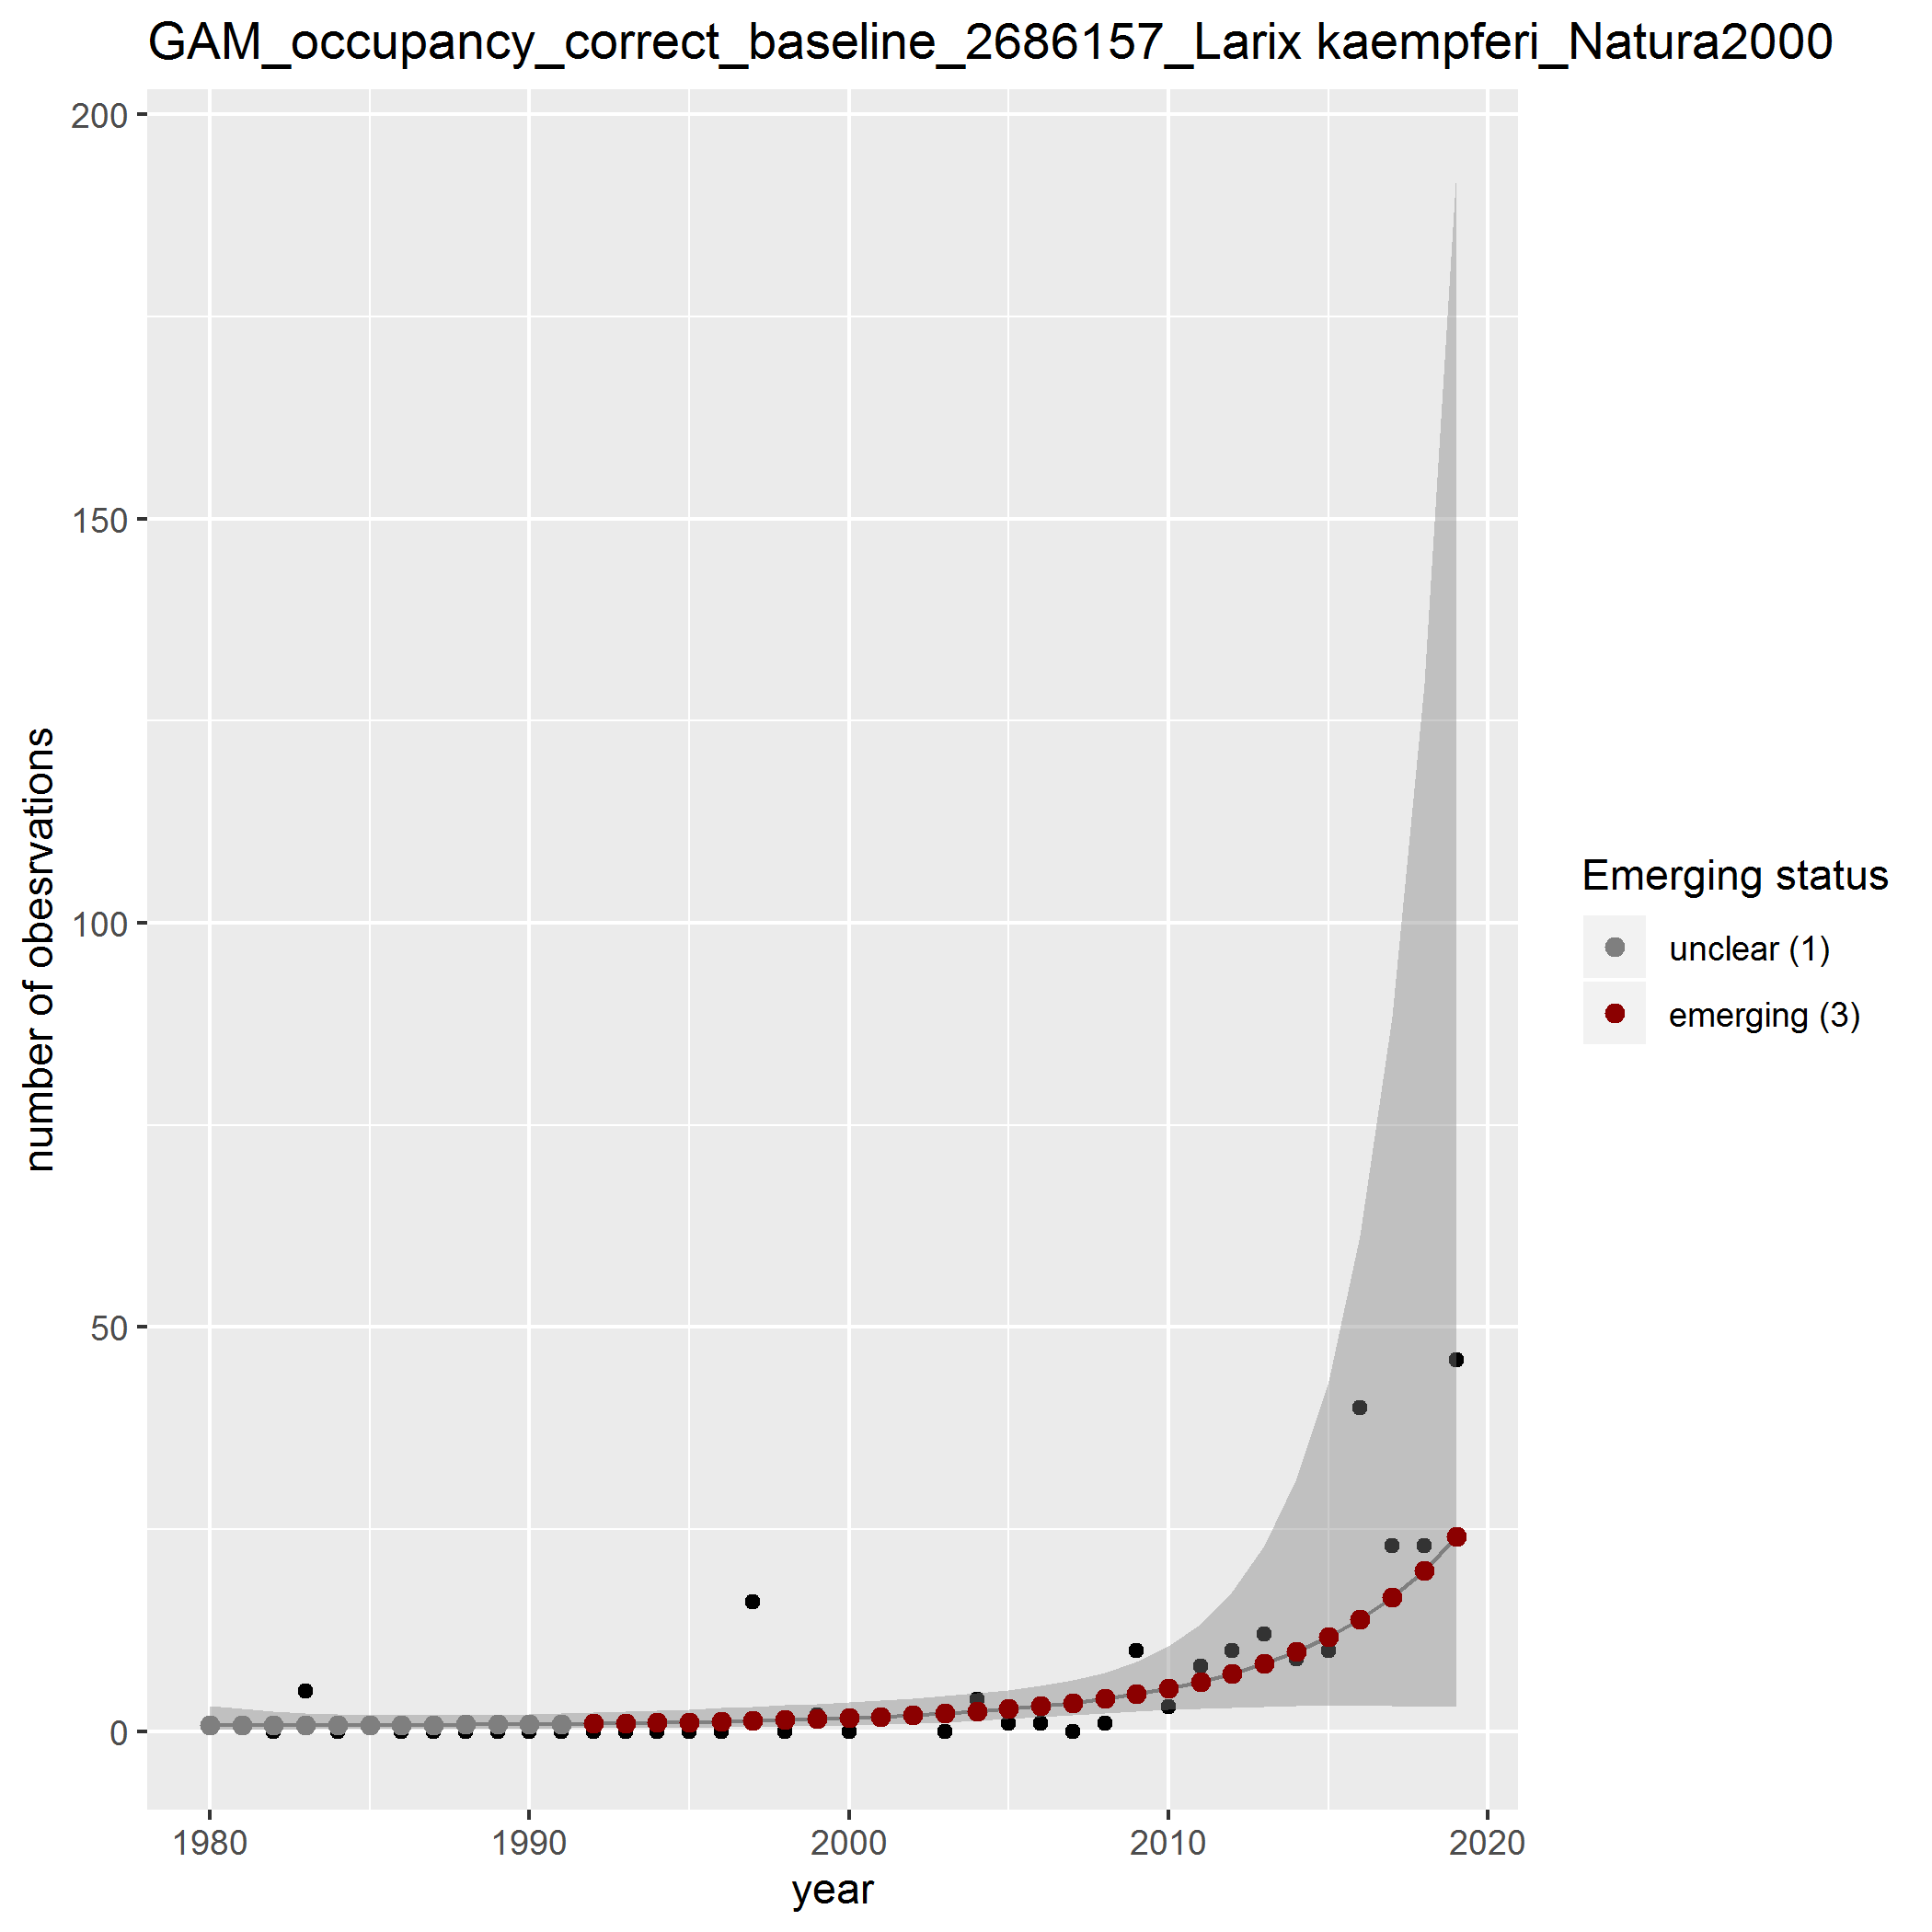 GAM_occupancy_correct_baseline_2686157_Larix kaempferi_Natura2000
200
150
100
50
0
number of obesrvations
1980
1990
2000
2010
2020
year
Emerging status
unclear (1)
emerging (3)